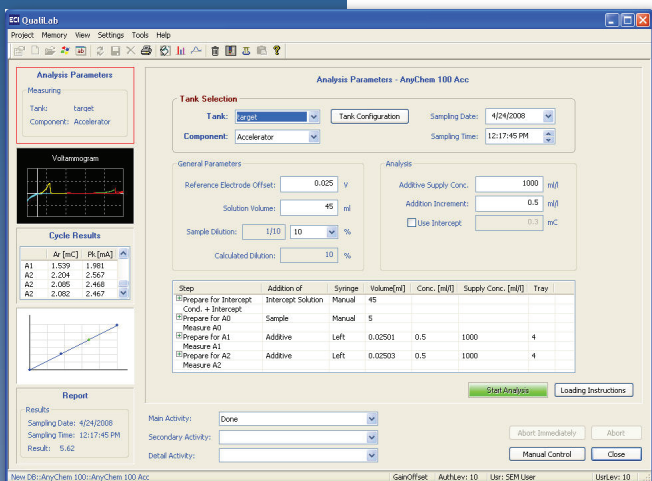 ECI QualiLab
Project Memory View Settings Tools Help
Analysis Parameters
Measuring
Tank: target
Component: Accelerator
Voltammogram
Cycle Results
Ar [mC] Pk [mA]
A1 1.539 1.981
A2 2.204 2.567
A2 2.085 2.468
A2 2.082 2.467
Report
Results
Sampling Date: 4/24/2008
Sampling Time: 12:17:45 PM
Result: 5.62
Analysis Parameters - AnyChem 100 Acc
Tank Selection
Tank: target Tank Configuration Sampling Date: 4/24/2008
Component: Accelerator Sampling Time: 12:17:45 PM
General Parameters
Reference Electrode Offset: 0.025 V
Solution Volume: 45 ml
Sample Dilution: 1/10 10 %
Calculated Dilution: 10 %
Analysis
Additive Supply Conc. 1000 ml/l
Addition Increment: 0.5 ml/l
Use Intercept 0.3 mC
Step Addition of Syringe Volume[ml] Conc. [ml/l] Supply Conc. [ml/l] Tray
Prepare for Intercept Intercept Solution Manual 45
Cond. + Intercept
Prepare for A0 Sample Manual 5
Measure A0
Prepare for A1 Additive Left 0.02501 0.5 1000 4
Measure A1
Prepare for A2 Additive Left 0.02503 0.5 1000 4
Measure A2
Start Analysis Loading Instructions
Main Activity: Done
Secondary Activity: Abort Immediately Abort
Detail Activity: Manual Control Close
New DB::AnyChem 100::AnyChem 100 Acc GainOffset AuthLev: 10 Usr: SEM User UsrLev: 10